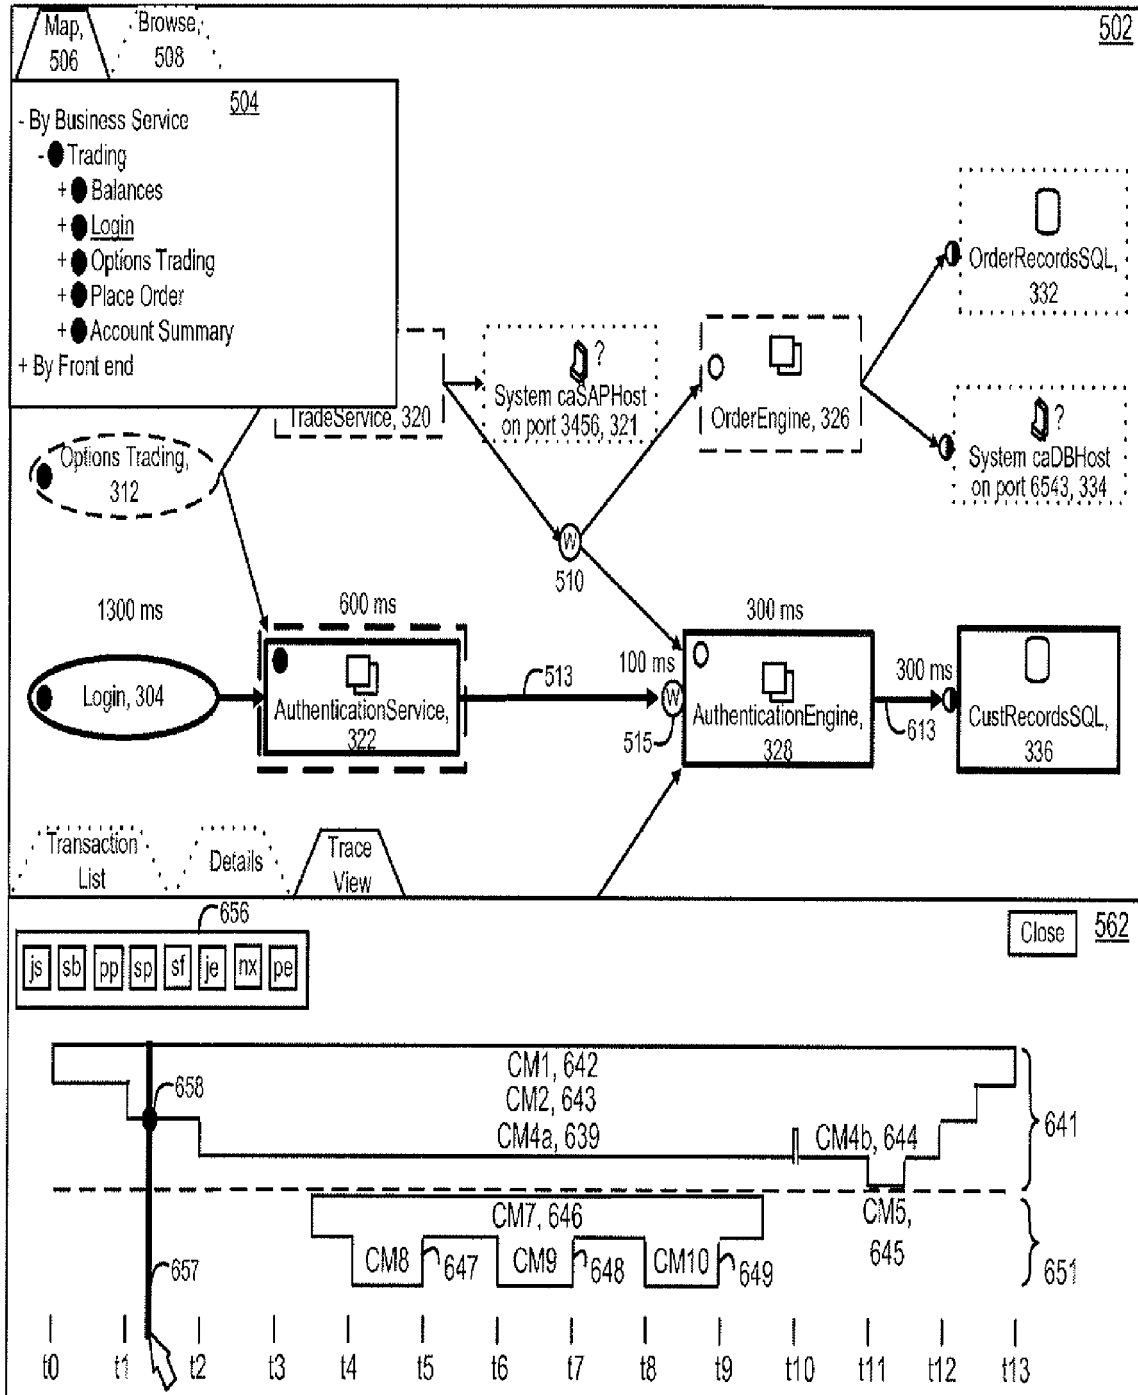 Map,
506
Browse,
508
502
504
- By Business Service
- Trading
+ Balances
+ Login
+ Options Trading
+ Place Order
+ Account Summary
+ By Front end
TradeService, 320
?
System caSAPHost
on port 3456, 321
OrderEngine, 326
OrderRecordsSQL,
332
?
System caDBHost
on port 6543, 334
Options Trading,
312
W
510
1300 ms
600 ms
300 ms
Login, 304
AuthenticationService,
322
513
100 ms
W
515
AuthenticationEngine,
328
300 ms
613
CustRecordsSQL,
336
Transaction
List
Details
Trace
View
656
Close
562
js sb pp sp sf je nx pe
CM1, 642
658
CM2, 643
CM4a, 639
CM4b, 644
641
CM7, 646
CM5,
645
CM8
647
CM9
648
CM10
649
651
657
t0 t1 t2 t3 t4 t5 t6 t7 t8 t9 t10 t11 t12 t13